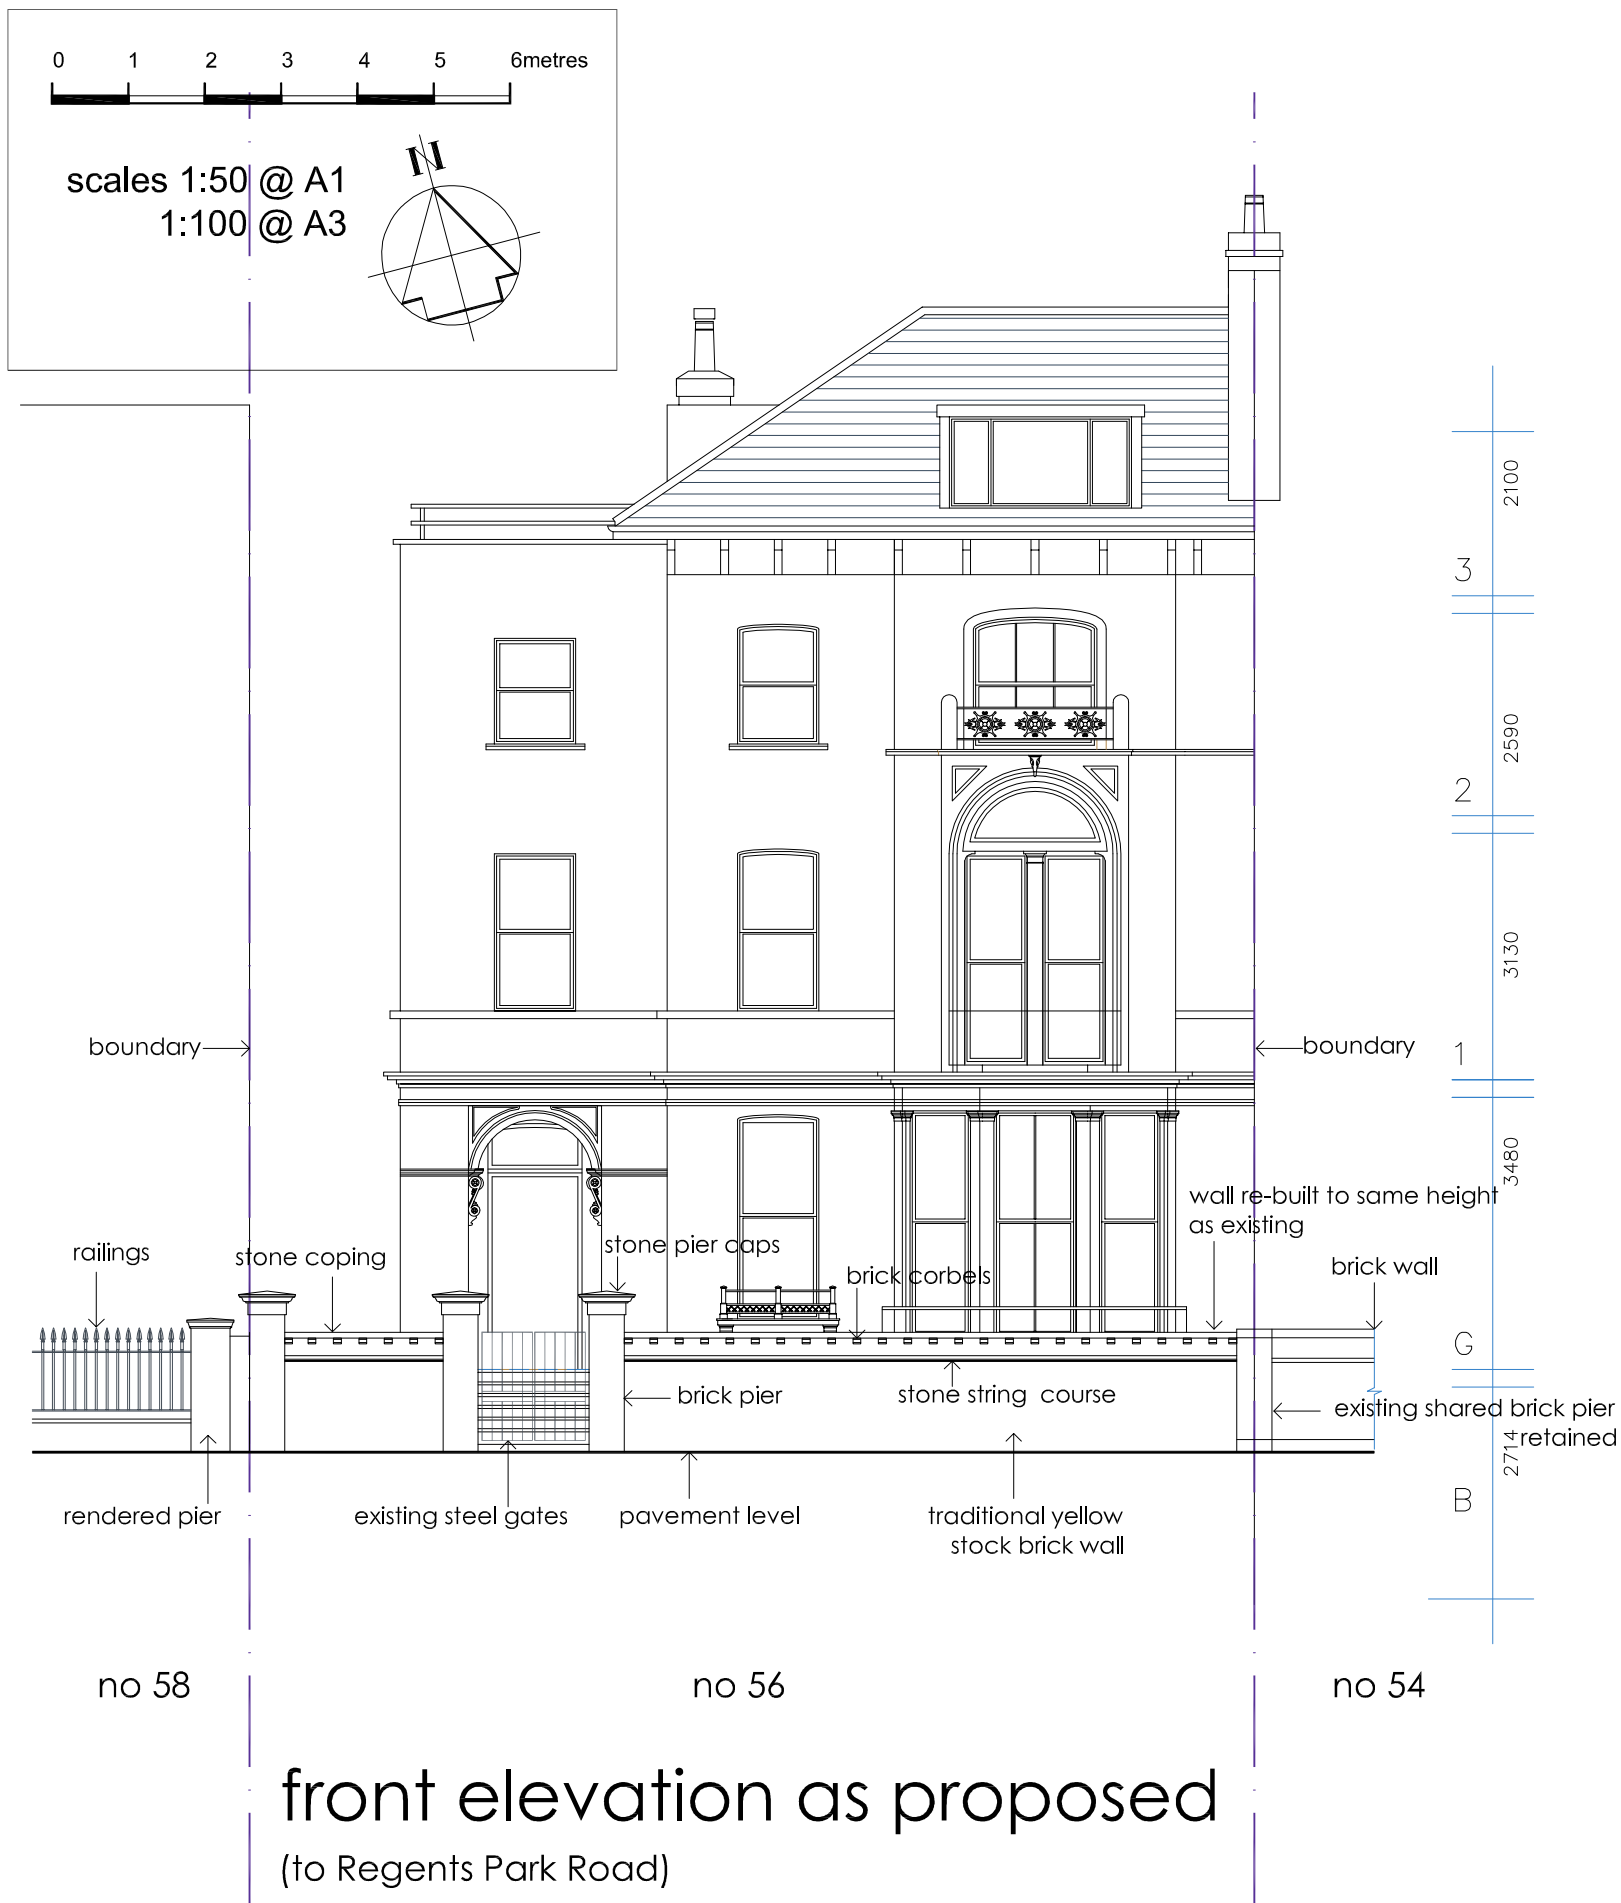 0 1 2 3 4 5 6metres
scales 1:50 @ A1
1:100 @ A3
N
2100
3
2590
2
3130
boundary
boundary
1
3480
wall re-built to same height
as existing
railings
stone coping
stone pier caps
brick corbels
brick wall
G
brick pier
stone string course
existing shared brick pier
retained
2714
B
rendered pier
existing steel gates
pavement level
traditional yellow
stock brick wall
no 58
no 56
no 54
front elevation as proposed
(to Regents Park Road)